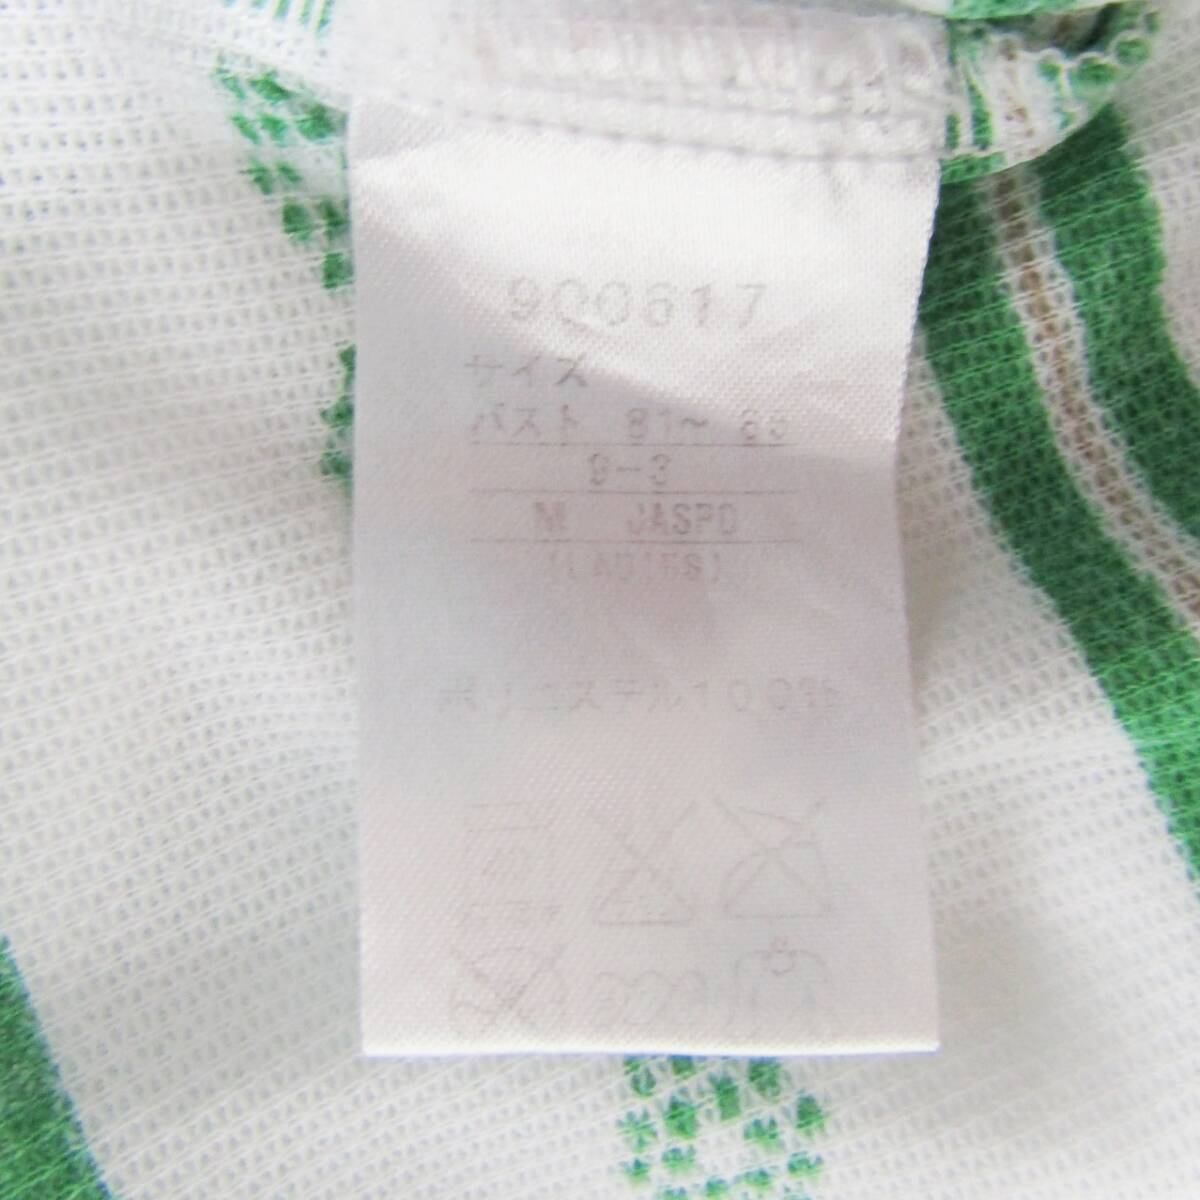 900617
サイズ
バスト 81～
9-3
M JASPO
(LADIES)
ポリエステル100%